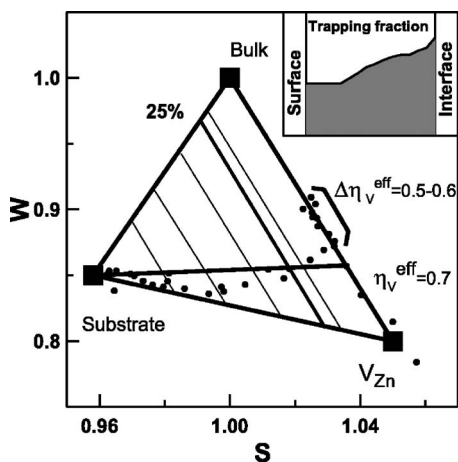 Bulk
Trapping fraction
Surface
Interface
1.0
25%
W
0.9
Δη_V^eff=0.5-0.6
η_V^eff=0.7
Substrate
0.8
V_Zn
0.96
1.00
1.04
S